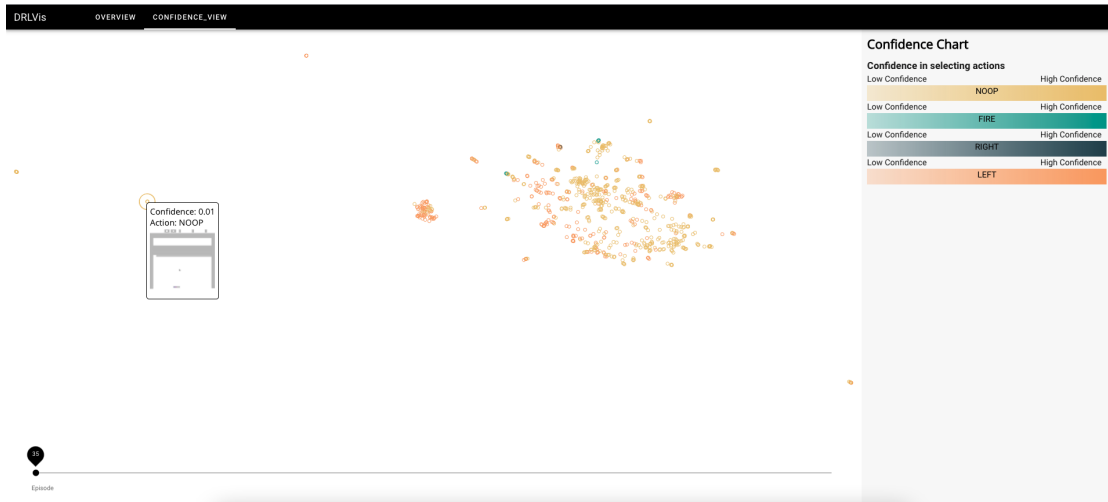 DRLVis OVERVIEW CONFIDENCE_VIEW
Confidence Chart
Confidence in selecting actions
Low Confidence High Confidence
NOOP
Low Confidence High Confidence
FIRE
Low Confidence High Confidence
RIGHT
Low Confidence High Confidence
LEFT
Confidence: 0.01
Action: NOOP
35
Episode